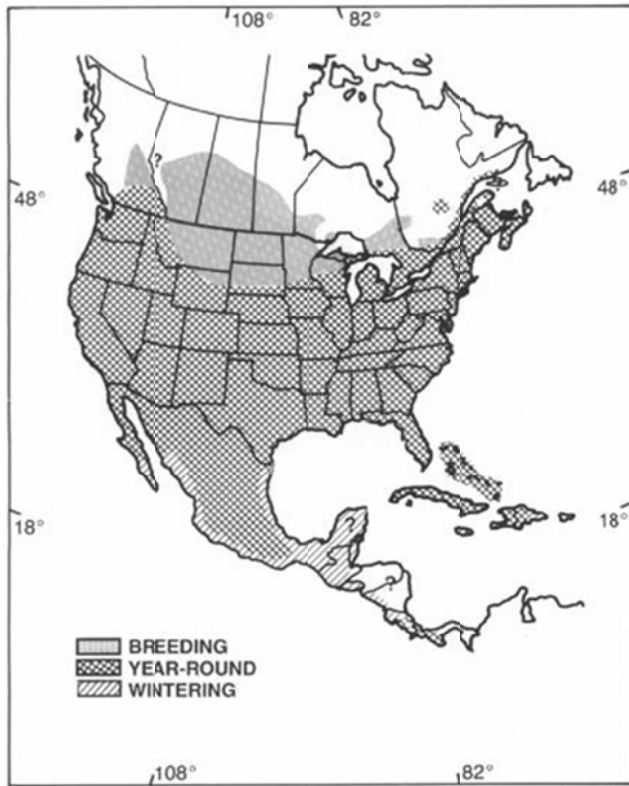 108° 82°
?
48° 48°
18° 18°
?
BREEDING
YEAR-ROUND
WINTERING
108° 82°